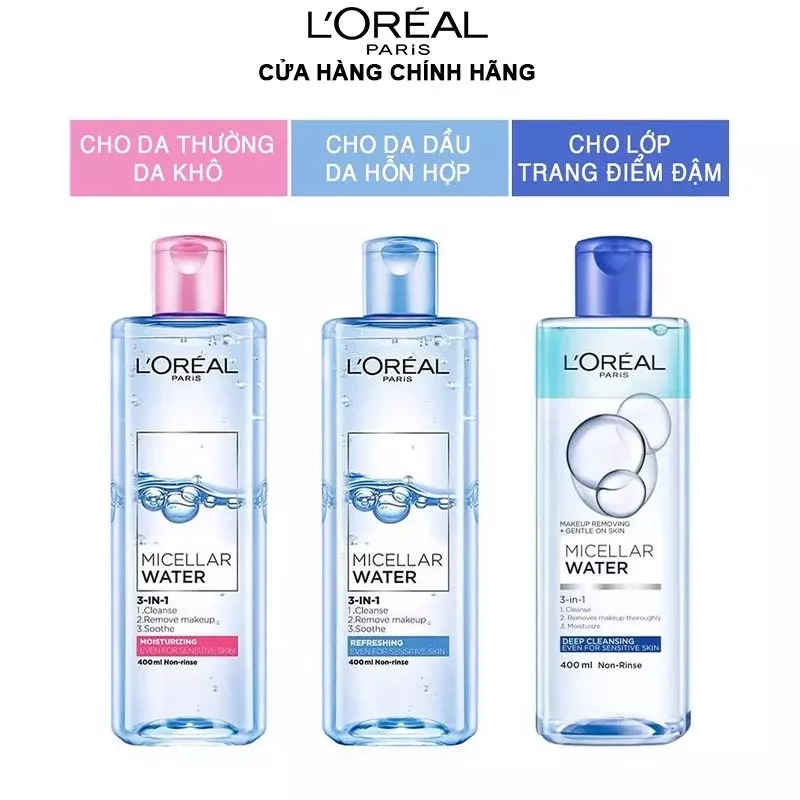 L'ORÉAL
PARiS
CỬA HÀNG CHÍNH HÃNG
CHO DA THƯỜNG
DA KHÔ
CHO DA DẦU
DA HỖN HỢP
CHO LỚP
TRANG ĐIỂM ĐẬM
L'ORÉAL
PARIS
MICELLAR
WATER
3-IN-1
1.Cleanse
2.Remove makeup
3.Soothe
MOISTURIZING
EVEN FOR SENSITIVE SKIN
400ml Non-rinse
L'ORÉAL
PARIS
MICELLAR
WATER
3-IN-1
1.Cleanse
2.Remove makeup
3.Soothe
REFRESHING
EVEN FOR SENSITIVE SKIN
400ml Non-rinse
L'ORÉAL
PARIS
MAKEUP REMOVING
+ GENTLE ON SKIN
MICELLAR
WATER
3-in-1
1. Cleanse
2. Removes makeup thoroughly
3. Moisturize
DEEP CLEANSING
EVEN FOR SENSITIVE SKIN
400 ml Non-Rinse